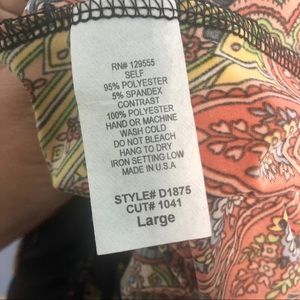 RN# 129555
SELF
95% POLYESTER
5% SPANDEX
CONTRAST
100% POLYESTER
HAND OR MACHINE
WASH COLD
DO NOT BLEACH
HANG TO DRY
IRON SETTING LOW
MADE IN U.S.A
STYLE# D1875
CUT# 1041
Large